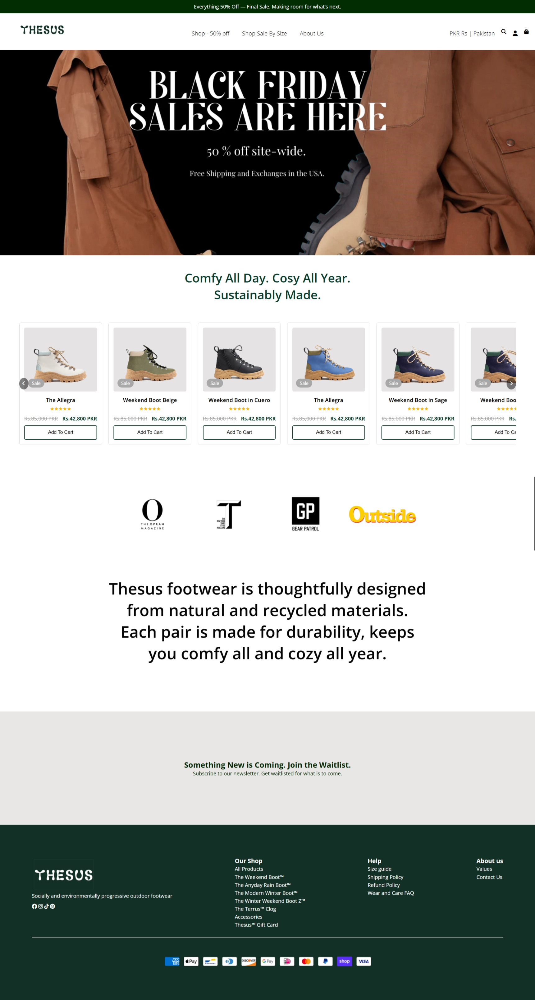 Everything 50% Off — Final Sale. Making room for what's next.
THESUS
Shop - 50% off
Shop Sale By Size
About Us
PKR Rs | Pakistan
BLACK FRIDAY
SALES ARE HERE
50 % off site-wide.
Free Shipping and Exchanges in the USA.
Comfy All Day. Cosy All Year.
Sustainably Made.
Sale
The Allegra
★★★★★
Rs.85,000 PKR Rs.42,800 PKR
Add To Cart
Sale
Weekend Boot Beige
★★★★★
Rs.85,000 PKR Rs.42,800 PKR
Add To Cart
Sale
Weekend Boot in Cuero
★★★★★
Rs.85,000 PKR Rs.42,800 PKR
Add To Cart
Sale
The Allegra
★★★★★
Rs.85,000 PKR Rs.42,800 PKR
Add To Cart
Sale
Weekend Boot in Sage
★★★★★
Rs.85,000 PKR Rs.42,800 PKR
Add To Cart
Sale
Weekend Boo
★★★★★
Rs.85,000 PKR Rs.
Add To Ca
O
THE OPRAH
MAGAZINE
T
THE
NEW YORK
TIMES
STYLE
MAGAZINE
GP
GEAR PATROL
Outside
Thesus footwear is thoughtfully designed
from natural and recycled materials.
Each pair is made for durability, keeps
you comfy all and cozy all year.
Something New is Coming. Join the Waitlist.
Subscribe to our newsletter. Get waitlisted for what is to come.
THESUS
Socially and environmentally progressive outdoor footwear
Our Shop
All Products
The Weekend Boot™
The Anyday Rain Boot™
The Modern Winter Boot™
The Winter Weekend Boot Z™
The Terrus™ Clog
Accessories
Thesus™ Gift Card
Help
Size guide
Shipping Policy
Refund Policy
Wear and Care FAQ
About us
Values
Contact Us
AMEX
Pay
Bancontact
DISCOVER
G Pay
iD
shop
VISA